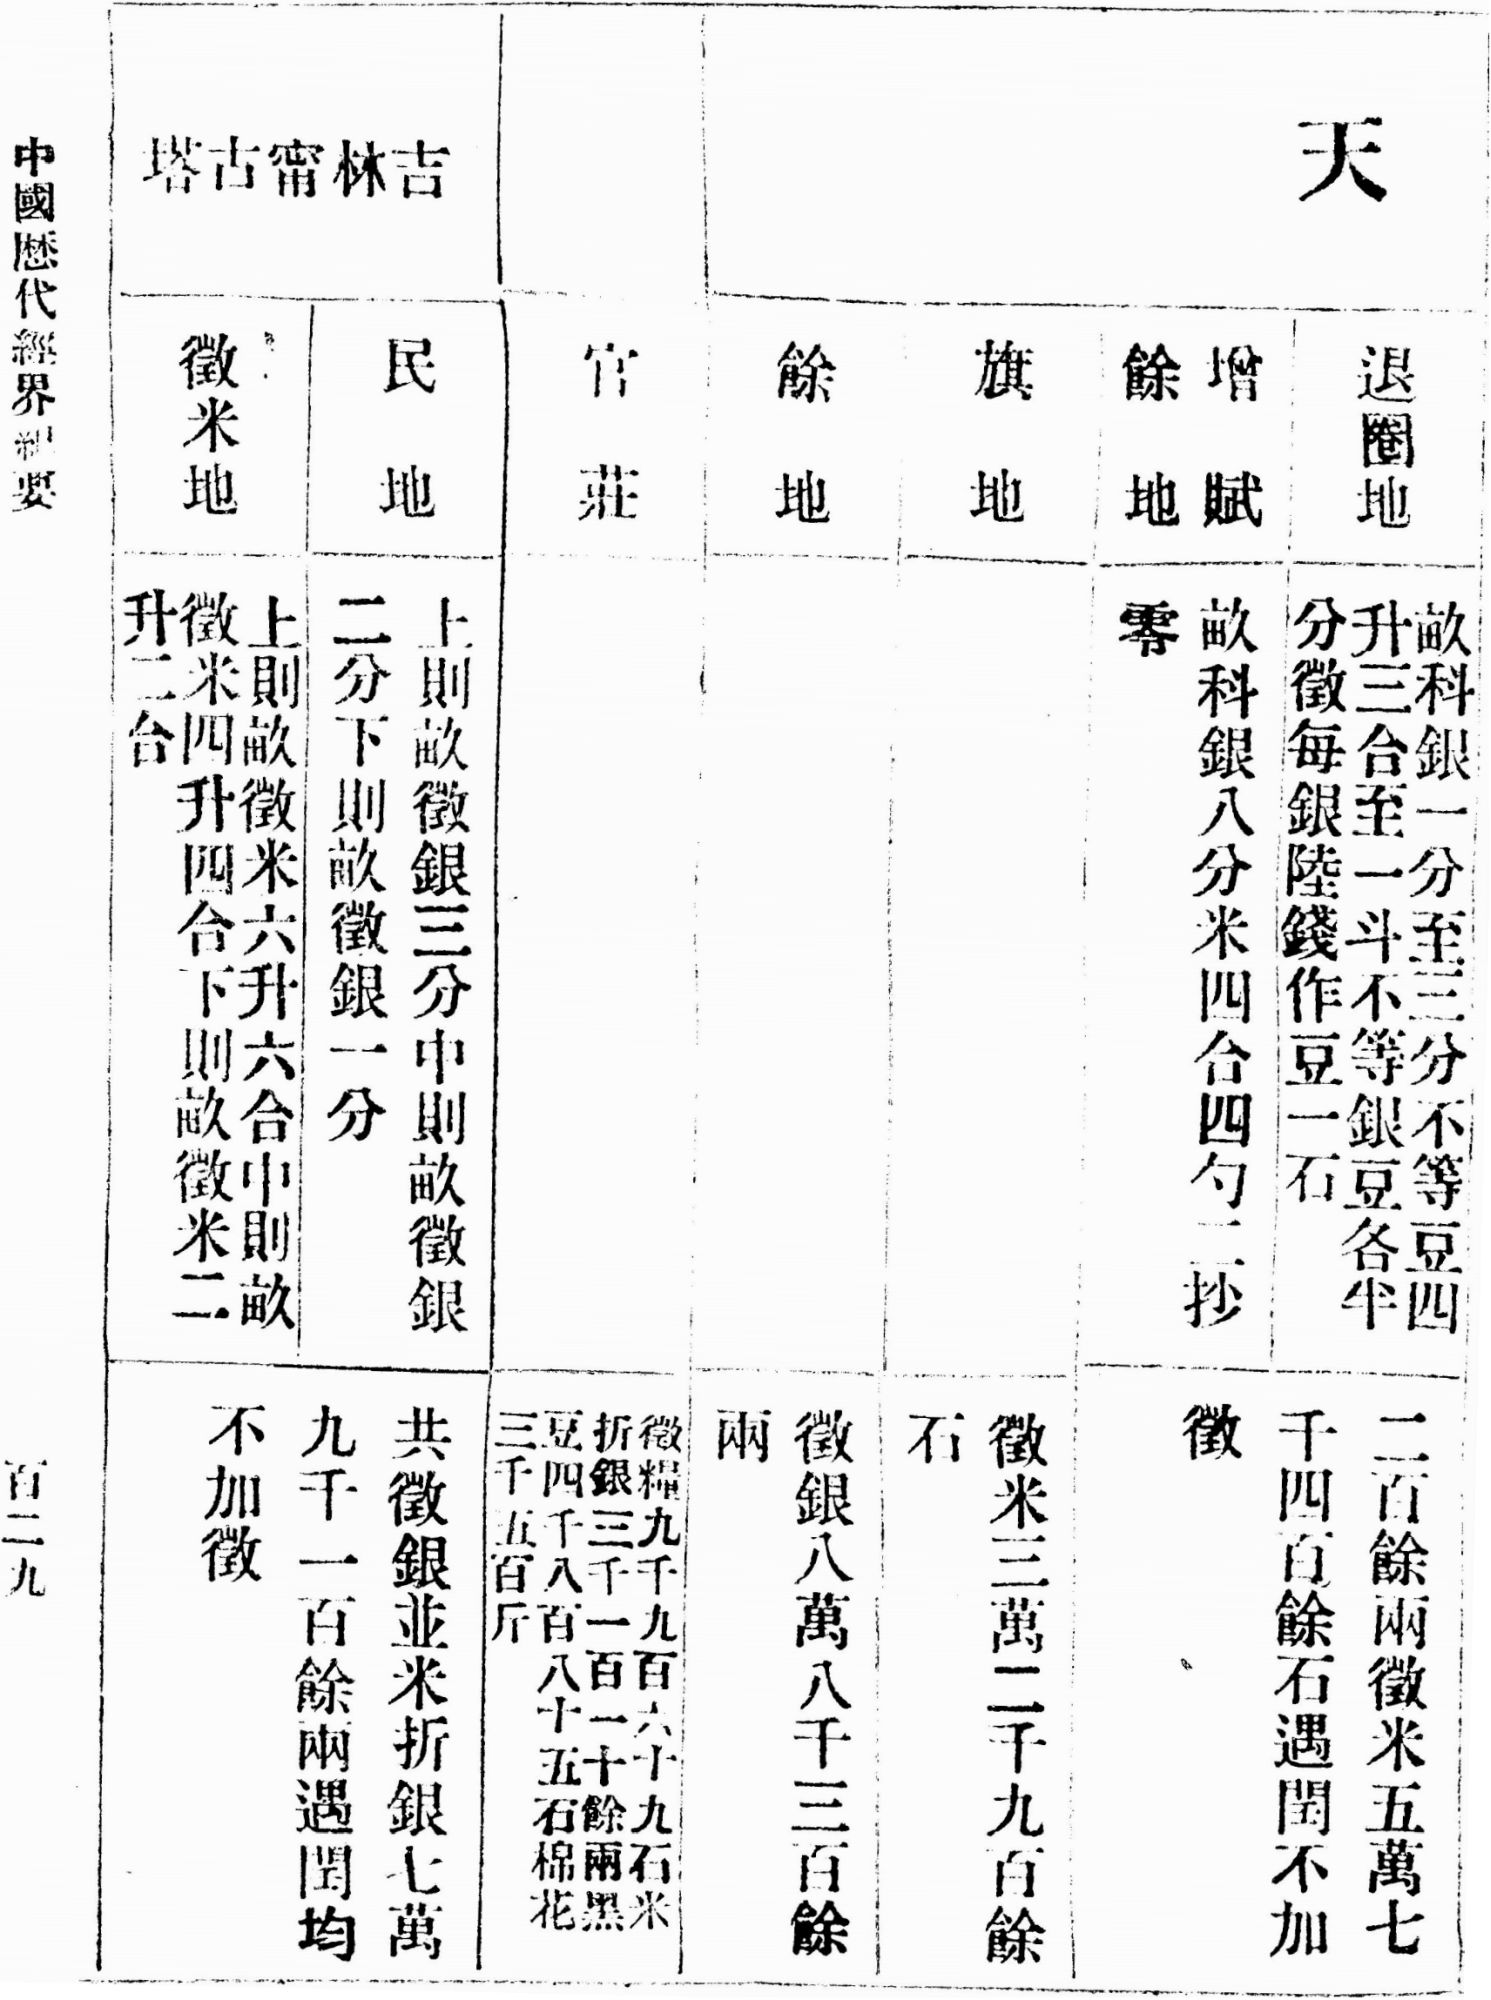 天
退圈地
畝科銀一分至三分不等豆四
升三合至一斗不等銀豆各半
分徵每銀陸錢作豆一石
二百餘兩徵米五萬七
千四百餘石遇閏不加
徵
增賦
餘地
畝科銀八分米四合四勺二抄
零
旗地
徵米三萬二千九百餘
石
餘地
徵銀八萬八千三百餘
兩
官莊
徵糧九千九百六十九石米
折銀三千一百一十餘兩黑
豆四千八百八十五石棉花
三千五百斤
吉林甯古塔
民地
上則畝徵銀三分中則畝徵銀
二分下則畝徵銀一分
徵米地
上則畝徵米六升六合中則畝
徵米四升四合下則畝徵米二
升二合
共徵銀並米折銀七萬
九千一百餘兩遇閏均
不加徵
中國歷代經界紀要
百二九